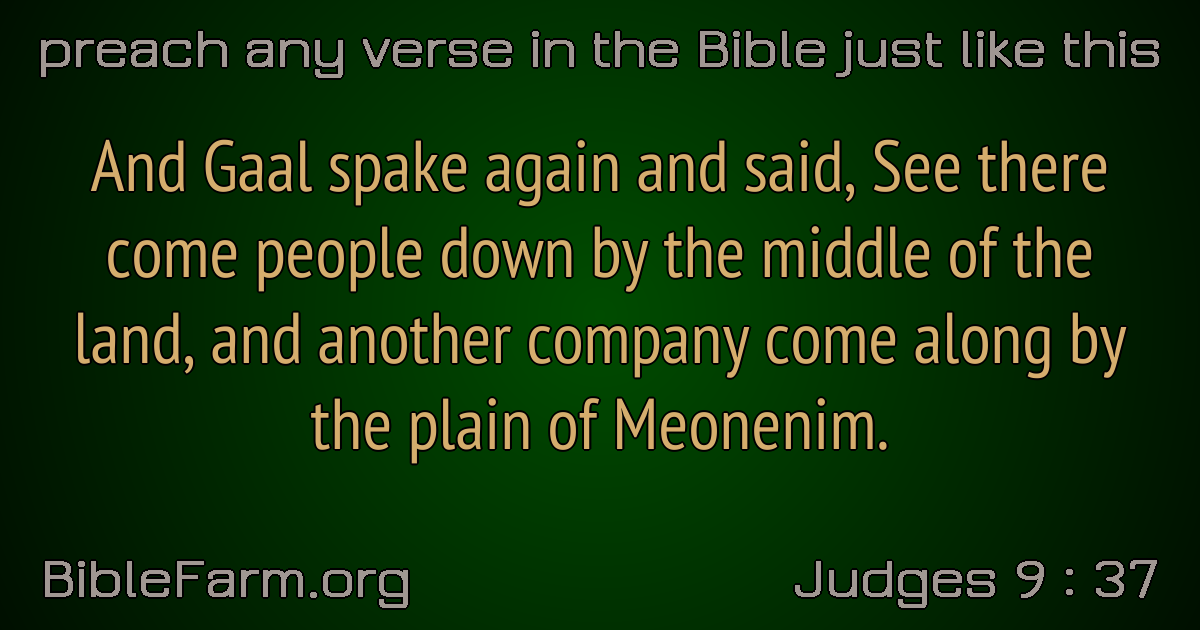 preach any verse in the Bible just like this
And Gaal spake again and said, See there
come people down by the middle of the
land, and another company come along by
the plain of Meonenim.
BibleFarm.org
Judges 9 : 37